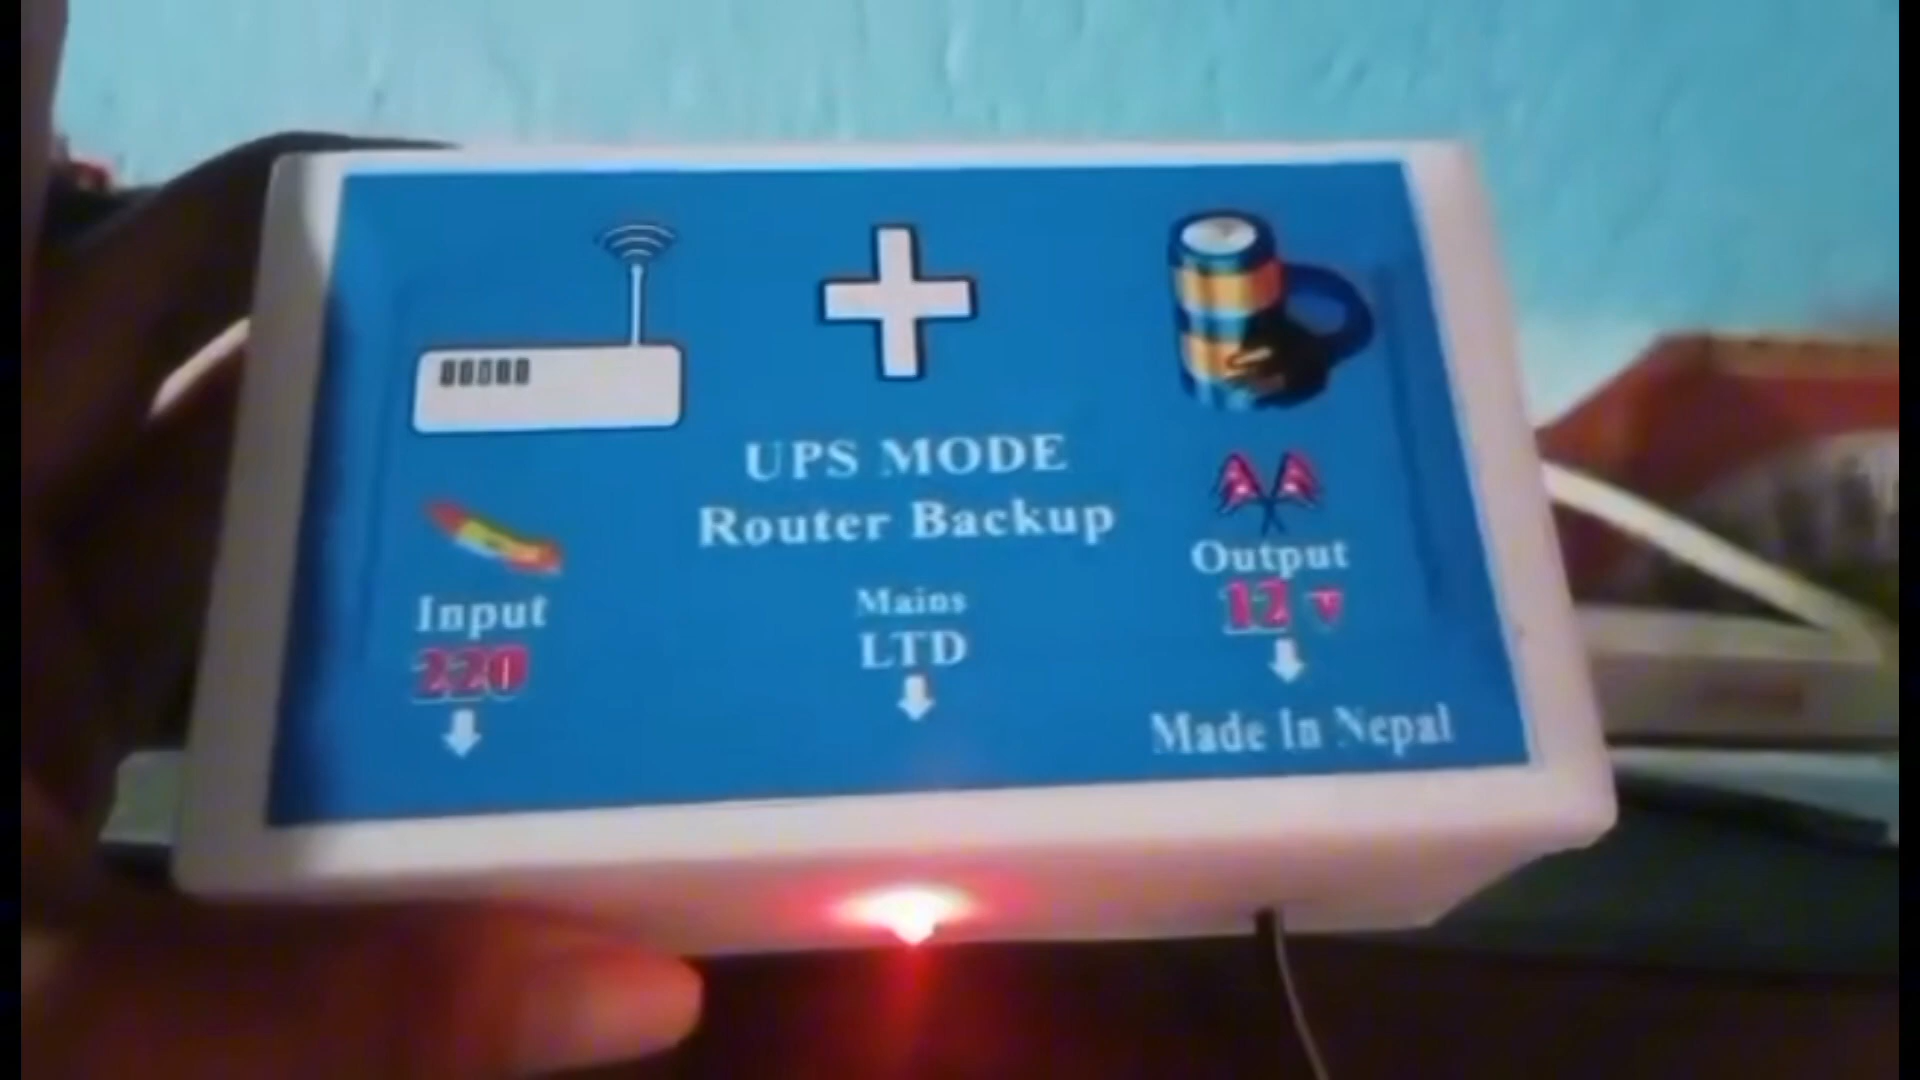 UPS MODE
Router Backup
Input
220
Mains
LTD
Output
12 v
Made In Nepal